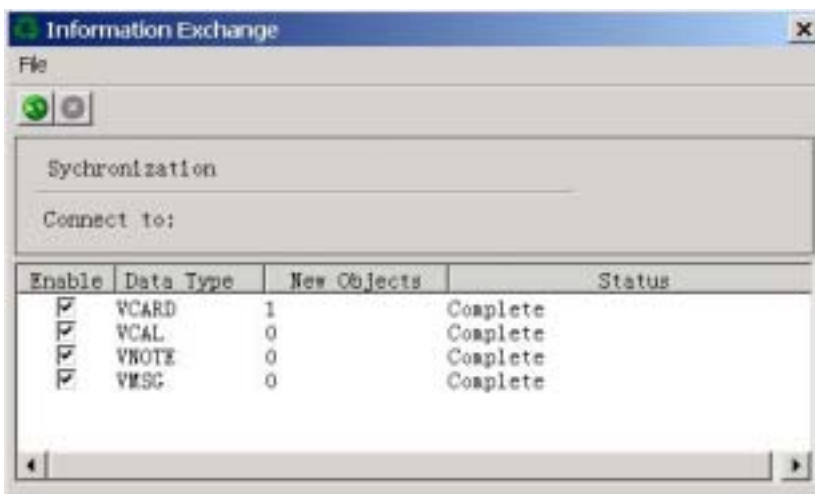 Information Exchange
File
Sychronization
Connect to:
Enable Data Type New Objects Status
VCARD 1 Complete
VCAL 0 Complete
VNOTE 0 Complete
VMSG 0 Complete